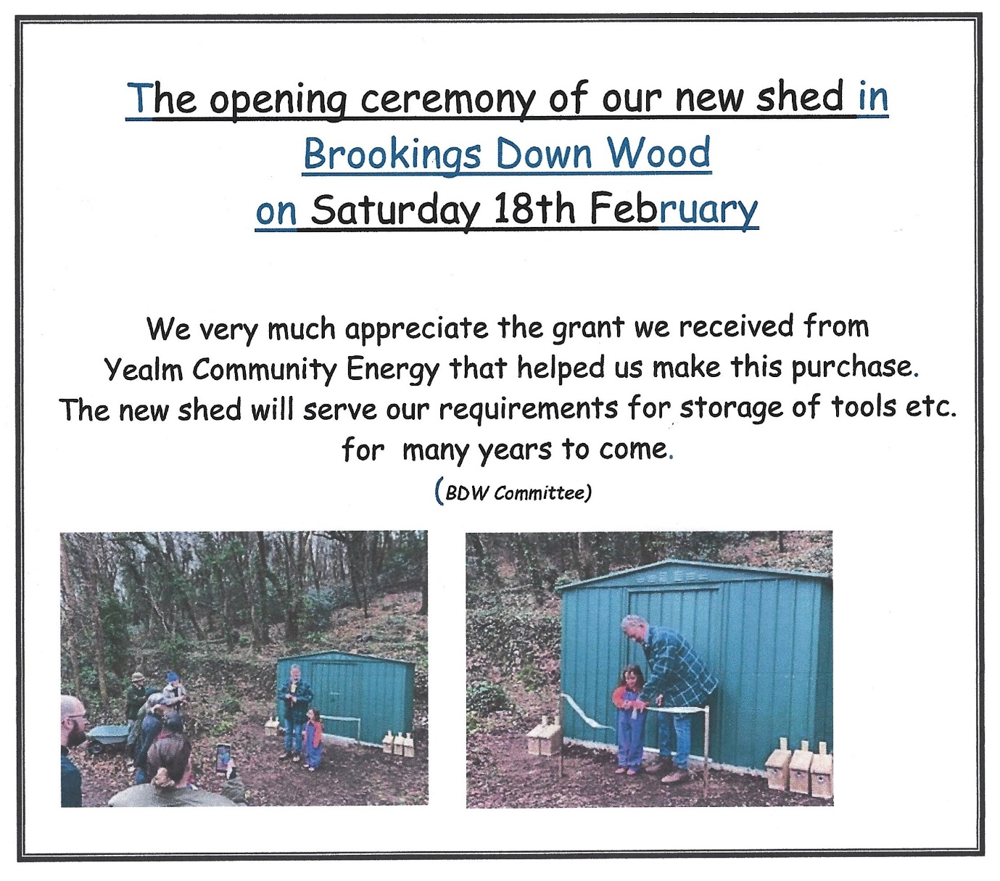 The opening ceremony of our new shed in
Brookings Down Wood
on Saturday 18th February
We very much appreciate the grant we received from
Yealm Community Energy that helped us make this purchase.
The new shed will serve our requirements for storage of tools etc.
for many years to come.
(BDW Committee)